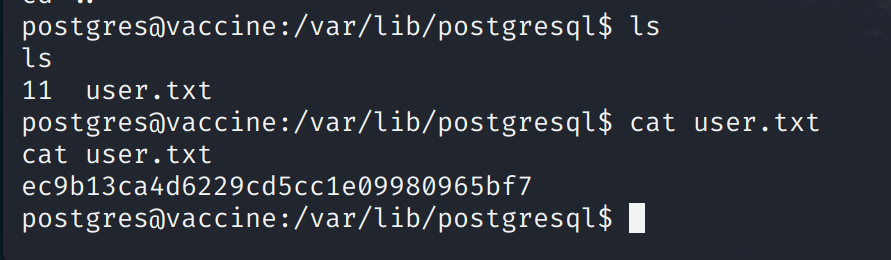 postgres@vaccine:/var/lib/postgresql$ ls
ls
11  user.txt
postgres@vaccine:/var/lib/postgresql$ cat user.txt
cat user.txt
ec9b13ca4d6229cd5cc1e09980965bf7
postgres@vaccine:/var/lib/postgresql$